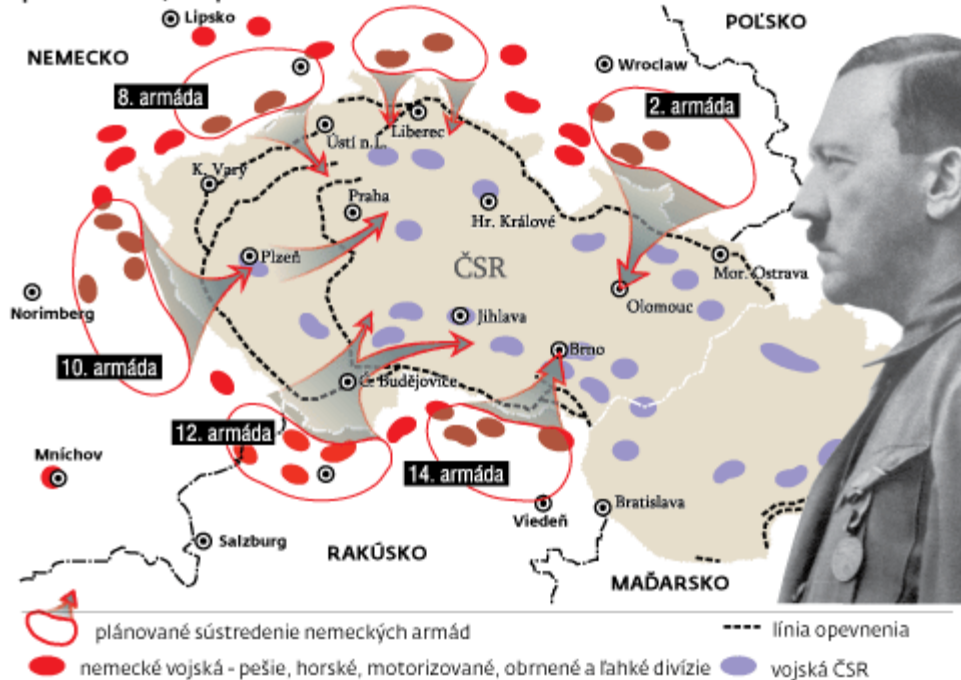 Lipsko
POĽSKO
NEMECKO
Wroclaw
8. armáda
2. armáda
Liberec
Ústí n.L.
K. Vary
Praha
Hr. Králové
Plzeň
ČSR
Mor. Ostrava
Norimberg
Olomouc
Jihlava
10. armáda
Brno
Č. Budějovice
12. armáda
Mníchov
14. armáda
Viedeň
Bratislava
Salzburg
RAKÚSKO
MAĎARSKO
plánované sústredenie nemeckých armád
línia opevnenia
nemecké vojská - pešie, horské, motorizované, obrnené a ľahké divízie
vojská ČSR